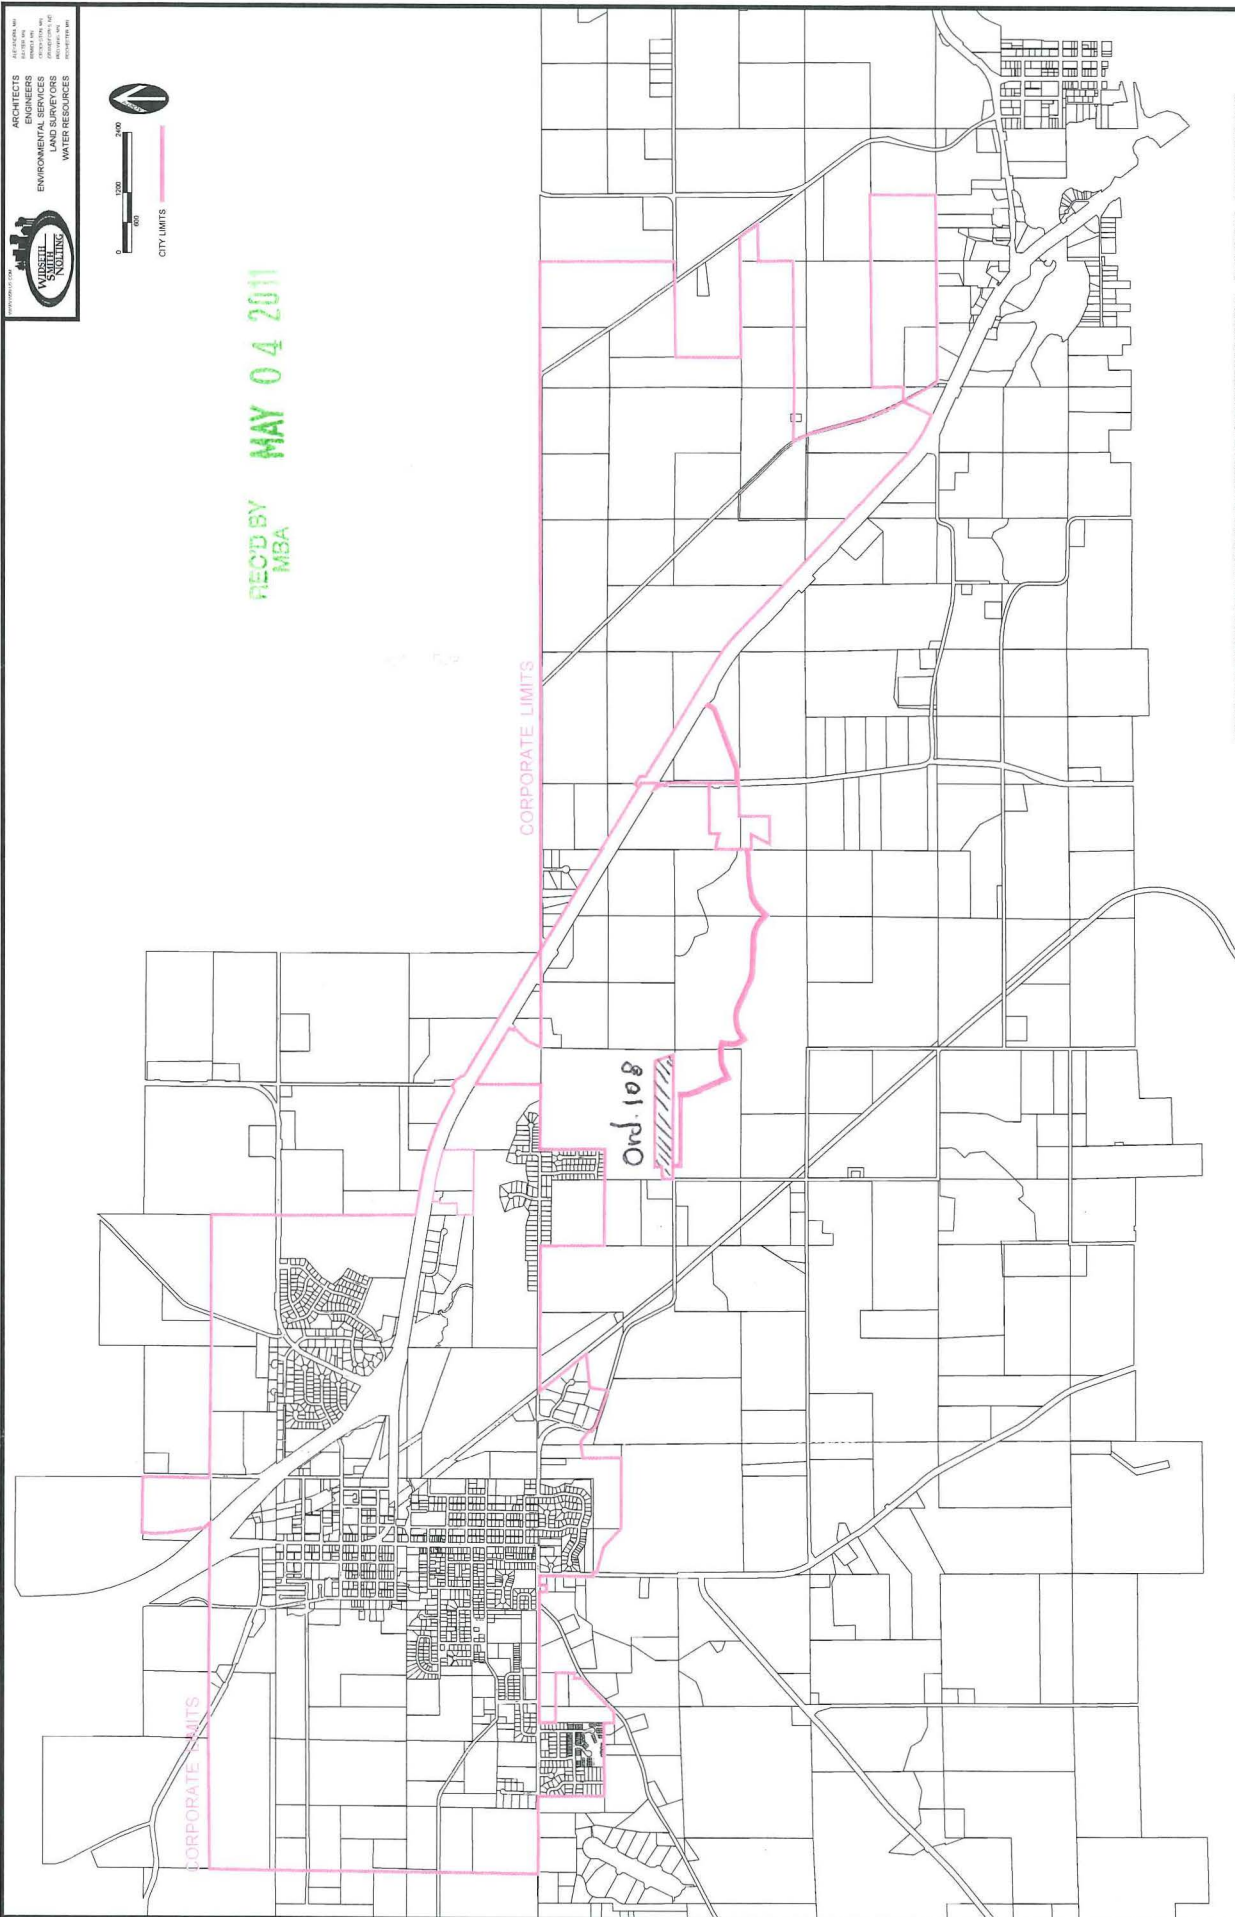 WIDSETH
SMITH
NOLTING
ARCHITECTS
ENGINEERS
ENVIRONMENTAL SERVICES
LAND SURVEYORS
WATER RESOURCES
0
600
1200
2400
CITY LIMITS
REC'D BY
MBA
MAY 04 2011
CORPORATE LIMITS
Ord. 108
CORPORATE LIMITS